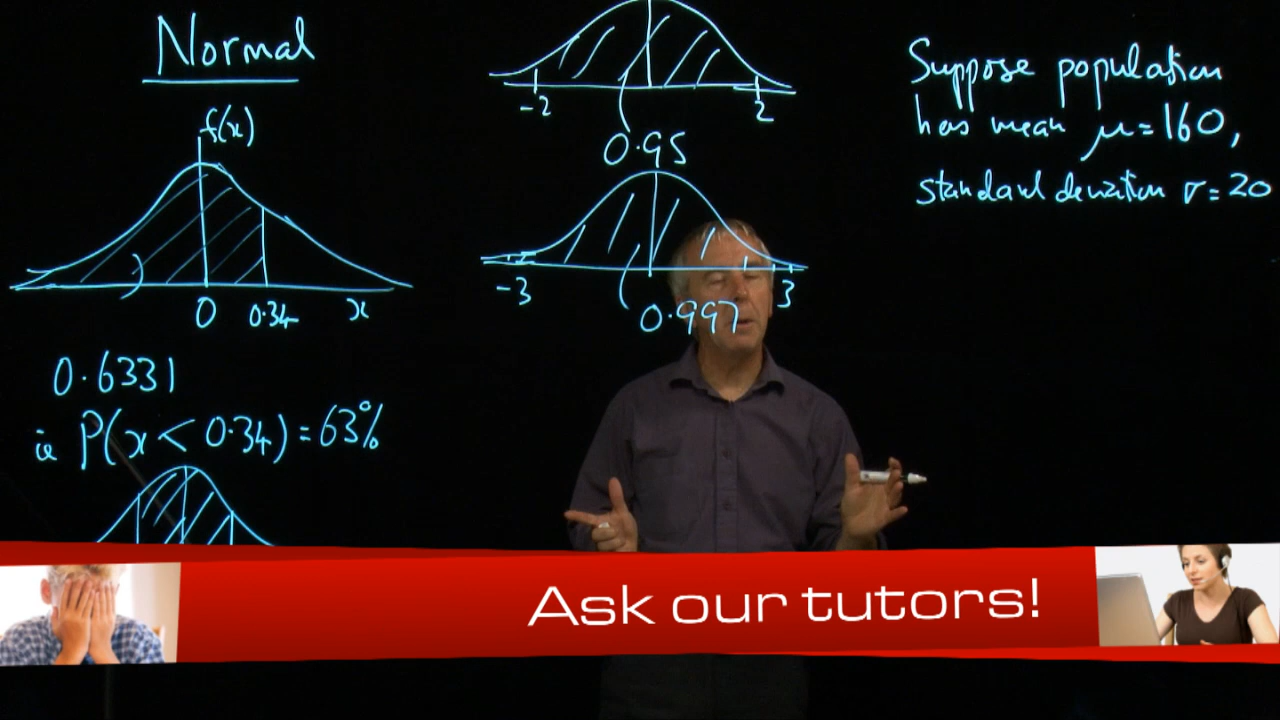 Normal
f(x)
0
0.34
x
0.6331
ie P(x < 0.34) = 63%
-2
2
0.95
-3
3
0.997
Suppose population
has mean μ = 160,
standard deviation σ = 20
Ask our tutors!